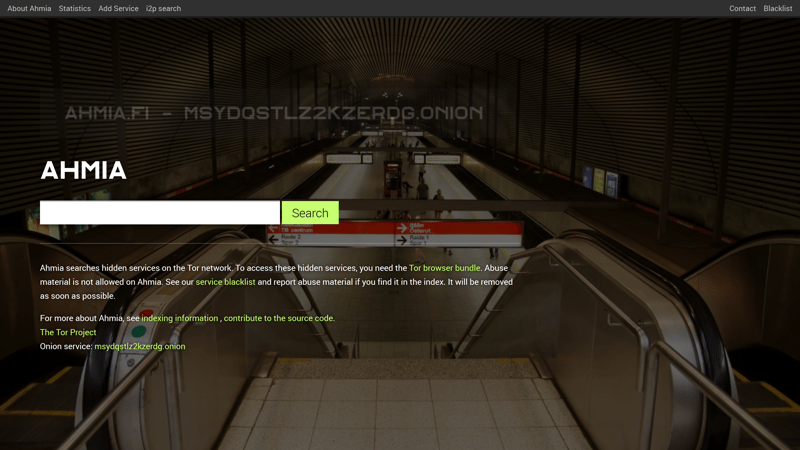 About Ahmia Statistics Add Service i2p search Contact Blacklist
AHMIA.FI - MSYDQSTLZ2KZERDG.ONION
AHMIA
Search
Ahmia searches hidden services on the Tor network. To access these hidden services, you need the Tor browser bundle. Abuse
material is not allowed on Ahmia. See our service blacklist and report abuse material if you find it in the index. It will be removed
as soon as possible.
For more about Ahmia, see indexing information , contribute to the source code.
The Tor Project
Onion service: msydqstlz2kzerdg.onion